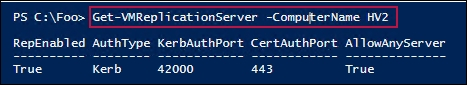 PS C:\Foo> Get-VMReplicationServer -ComputerName HV2
RepEnabled AuthType KerbAuthPort CertAuthPort AllowAnyServer
---------- -------- ------------ ------------ --------------
True Kerb 42000 443 True